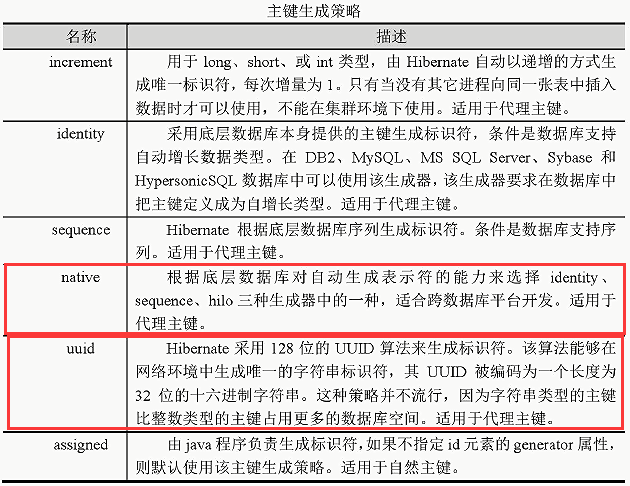 主键生成策略
名称 描述
increment 用于 long、short、或 int 类型，由 Hibernate 自动以递增的方式生
成唯一标识符，每次增量为 1。只有当没有其它进程向同一张表中插入
数据时才可以使用，不能在集群环境下使用。适用于代理主键。
identity 采用底层数据库本身提供的主键生成标识符，条件是数据库支持
自动增长数据类型。在 DB2、MySQL、MS SQL Server、Sybase 和
HypersonicSQL 数据库中可以使用该生成器，该生成器要求在数据库中
把主键定义成为自增长类型。适用于代理主键。
sequence Hibernate 根据底层数据库序列生成标识符。条件是数据库支持序
列。适用于代理主键。
native 根据底层数据库对自动生成表示符的能力来选择 identity、
sequence、hilo 三种生成器中的一种，适合跨数据库平台开发。适用于
代理主键。
uuid Hibernate 采用 128 位的 UUID 算法来生成标识符。该算法能够在
网络环境中生成唯一的字符串标识符，其 UUID 被编码为一个长度为
32 位的十六进制字符串。这种策略并不流行，因为字符串类型的主键
比整数类型的主键占用更多的数据库空间。适用于代理主键。
assigned 由 java 程序负责生成标识符，如果不指定 id 元素的 generator 属性，
则默认使用该主键生成策略。适用于自然主键。